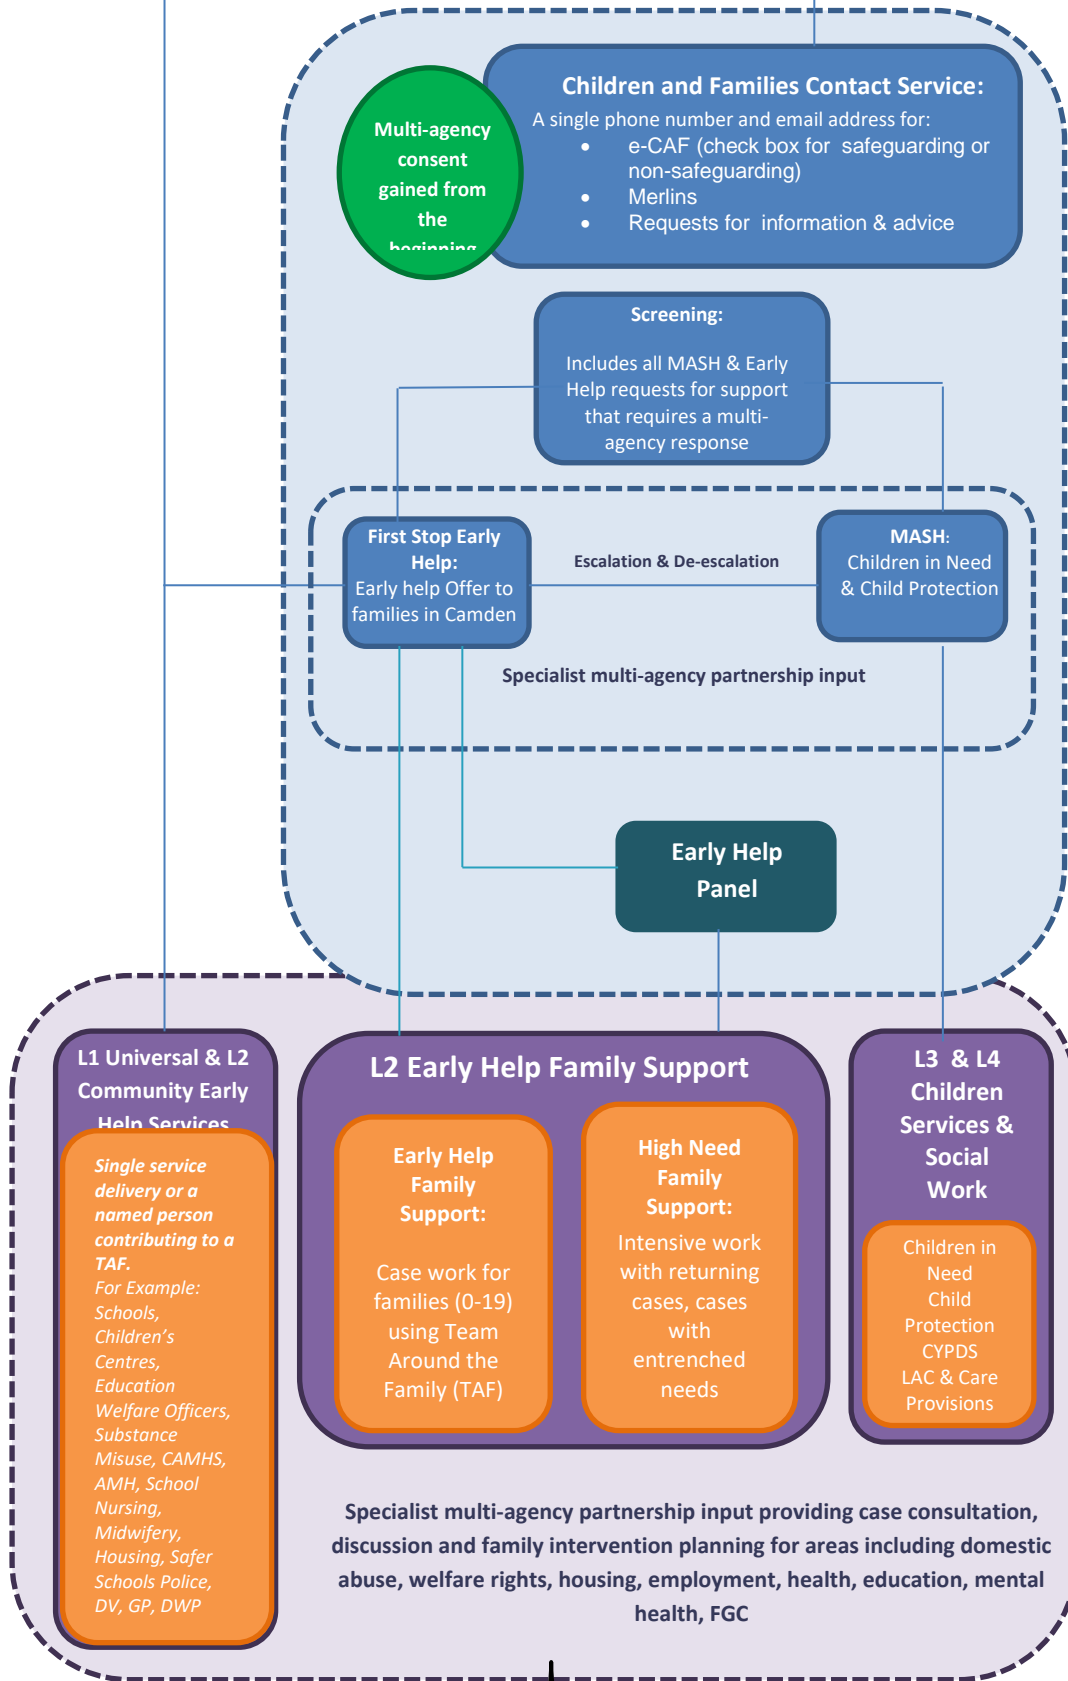 Children and Families Contact Service:
A single phone number and email address for:
• e-CAF (check box for safeguarding or
non-safeguarding)
• Merlins
• Requests for information & advice
Multi-agency
consent
gained from
the
beginning
Screening:
Includes all MASH & Early
Help requests for support
that requires a multi-
agency response
First Stop Early
Help:
Early help Offer to
families in Camden
Escalation & De-escalation
MASH:
Children in Need
& Child Protection
Specialist multi-agency partnership input
Early Help
Panel
L1 Universal & L2
Community Early
Help Services
Single service
delivery or a
named person
contributing to a
TAF.
For Example:
Schools,
Children’s
Centres,
Education
Welfare Officers,
Substance
Misuse, CAMHS,
AMH, School
Nursing,
Midwifery,
Housing, Safer
Schools Police,
DV, GP, DWP
L2 Early Help Family Support
Early Help
Family
Support:
Case work for
families (0-19)
using Team
Around the
Family (TAF)
High Need
Family
Support:
Intensive work
with returning
cases, cases
with
entrenched
needs
L3 & L4
Children
Services &
Social
Work
Children in
Need
Child
Protection
CYPDS
LAC & Care
Provisions
Specialist multi-agency partnership input providing case consultation,
discussion and family intervention planning for areas including domestic
abuse, welfare rights, housing, employment, health, education, mental
health, FGC